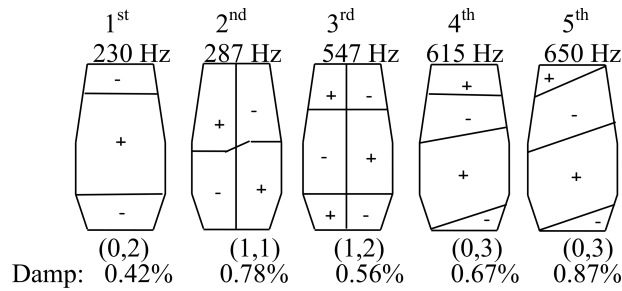 1st 2nd 3rd 4th 5th
230 Hz 287 Hz 547 Hz 615 Hz 650 Hz
- + -
+ - - +
+ - - + + -
+ - + -
+ - + -
(0,2) (1,1) (1,2) (0,3) (0,3)
Damp: 0.42% 0.78% 0.56% 0.67% 0.87%